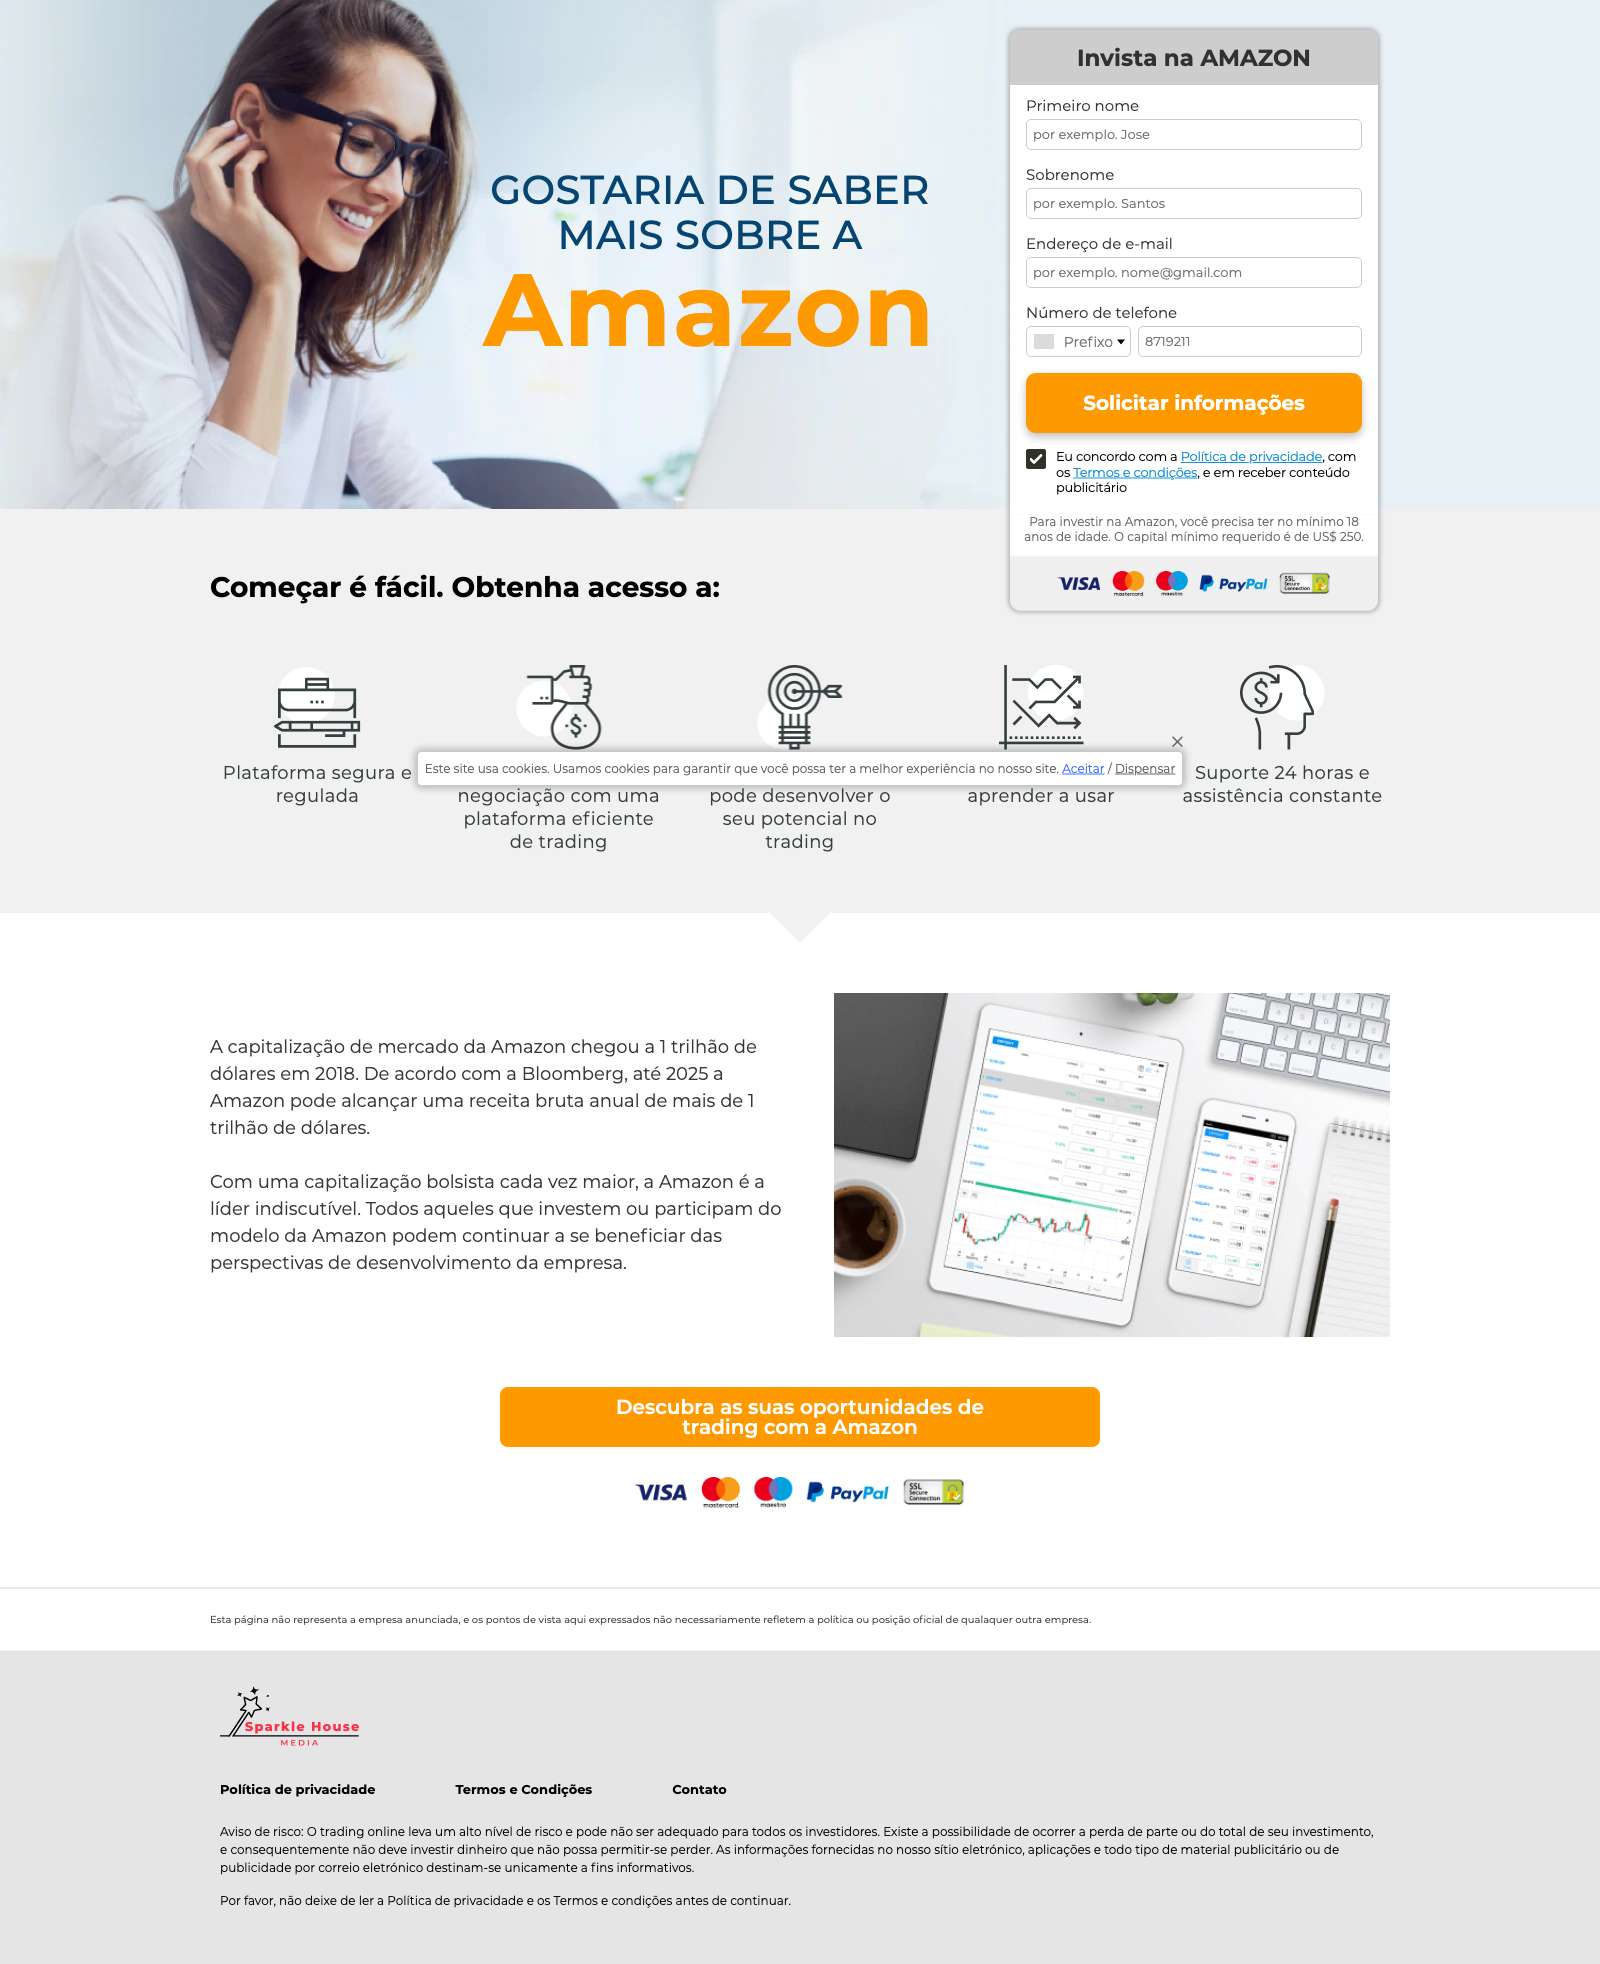 GOSTARIA DE SABER
MAIS SOBRE A
Amazon
Invista na AMAZON
Primeiro nome
por exemplo. Jose
Sobrenome
por exemplo. Santos
Endereço de e-mail
por exemplo. nome@gmail.com
Número de telefone
Prefixo 8719211
Solicitar informações
Eu concordo com a Política de privacidade, com
os Termos e condições, e em receber conteúdo
publicitário
Para investir na Amazon, você precisa ter no mínimo 18
anos de idade. O capital mínimo requerido é de US$ 250.
VISA mastercard maestro PayPal SSL Secure Connection
Começar é fácil. Obtenha acesso a:
Plataforma segura e
regulada
negociação com uma
plataforma eficiente
de trading
pode desenvolver o
seu potencial no
trading
aprender a usar
Suporte 24 horas e
assistência constante
Este site usa cookies. Usamos cookies para garantir que você possa ter a melhor experiência no nosso site. Aceitar / Dispensar
A capitalização de mercado da Amazon chegou a 1 trilhão de
dólares em 2018. De acordo com a Bloomberg, até 2025 a
Amazon pode alcançar uma receita bruta anual de mais de 1
trilhão de dólares.
Com uma capitalização bolsista cada vez maior, a Amazon é a
líder indiscutível. Todos aqueles que investem ou participam do
modelo da Amazon podem continuar a se beneficiar das
perspectivas de desenvolvimento da empresa.
Descubra as suas oportunidades de
trading com a Amazon
VISA mastercard maestro PayPal SSL Secure Connection
Esta página não representa a empresa anunciada, e os pontos de vista aqui expressados não necessariamente refletem a política ou posição oficial de qualaquer outra empresa.
Sparkle House
MEDIA
Política de privacidade Termos e Condições Contato
Aviso de risco: O trading online leva um alto nível de risco e pode não ser adequado para todos os investidores. Existe a possibilidade de ocorrer a perda de parte ou do total de seu investimento,
e consequentemente não deve investir dinheiro que não possa permitir-se perder. As informações fornecidas no nosso sítio eletrónico, aplicações e todo tipo de material publicitário ou de
publicidade por correio eletrónico destinam-se unicamente a fins informativos.
Por favor, não deixe de ler a Política de privacidade e os Termos e condições antes de continuar.